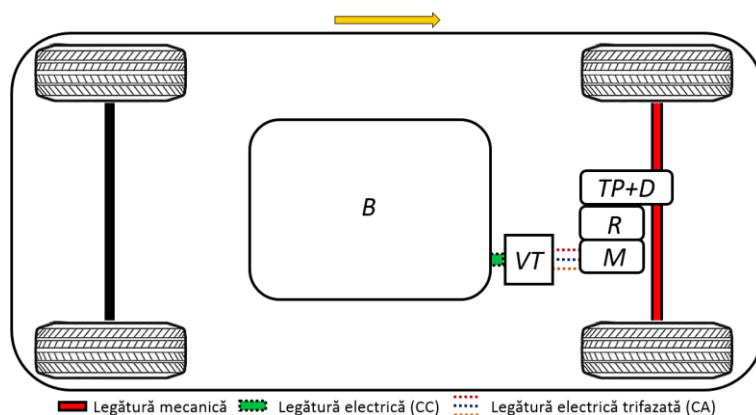 TP+D
B
R
VT
M
Legătură mecanică
Legătură electrică (CC)
Legătură electrică trifazată (CA)